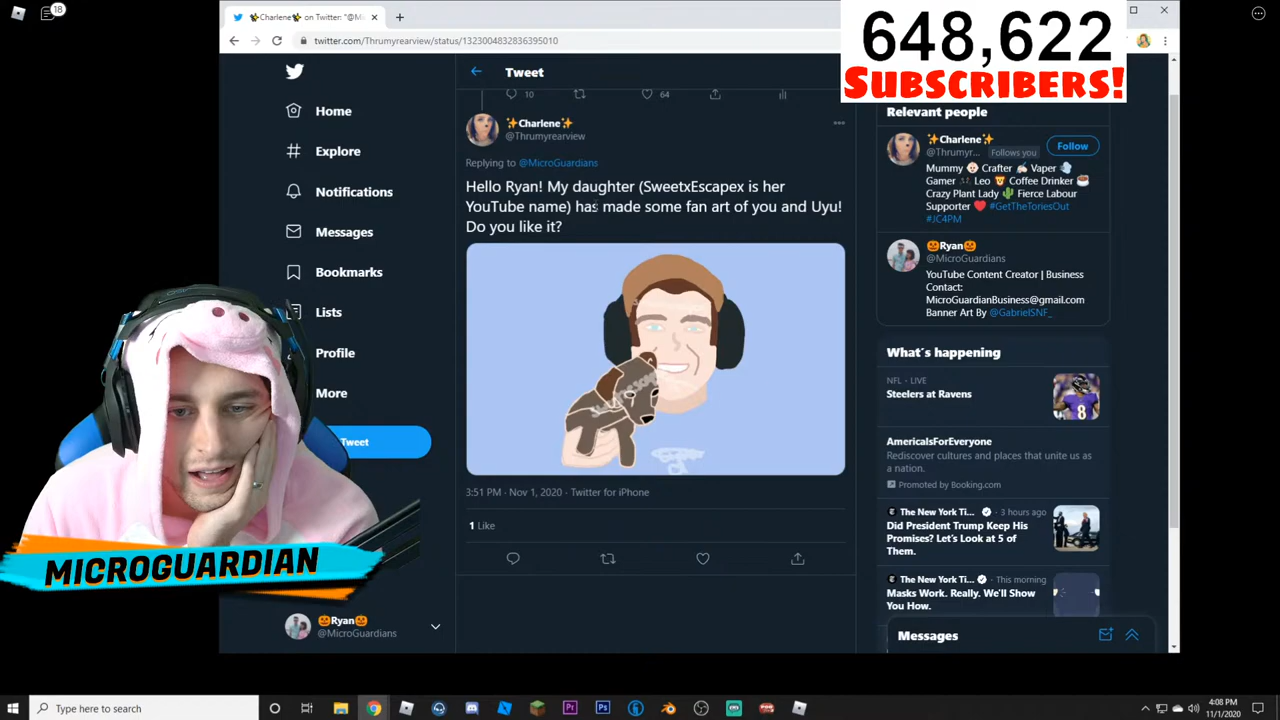 18
✨Charlene✨ on Twitter: "@Mi
648,622
SUBSCRIBERS!
twitter.com/Thrumyrearview/status/1323004832836395010
Tweet
10
64
Home
Explore
Notifications
Messages
Bookmarks
Lists
Profile
More
Tweet
✨Charlene✨
@Thrumyrearview
Replying to @MicroGuardians
Hello Ryan! My daughter (SweetxEscapex is her
YouTube name) has made some fan art of you and Uyu!
Do you like it?
3:51 PM · Nov 1, 2020 · Twitter for iPhone
1 Like
Relevant people
✨Charlene✨
@Thrumyr... Follows you
Follow
Mummy 👶 Crafter ✍🏻 Vaper 💨
Gamer 🎮 Leo 🦁 Coffee Drinker ☕
Crazy Plant Lady 🌵 Fierce Labour
Supporter ❤️ #GetTheToriesOut
#JC4PM
🎃Ryan🎃
@MicroGuardians
YouTube Content Creator | Business
Contact:
MicroGuardianBusiness@gmail.com
Banner Art By @GabrielSNF_
What's happening
NFL · LIVE
Steelers at Ravens
AmericalsForEveryone
Rediscover cultures and places that unite us as
a nation.
Promoted by Booking.com
The New York Ti... · 3 hours ago
Did President Trump Keep His
Promises? Let's Look at 5 of
Them.
The New York Ti... · This morning
Masks Work. Really. We'll Show
You How.
Messages
MICROGUARDIAN
🎃Ryan🎃
@MicroGuardians
Type here to search
4:08 PM
11/1/2020